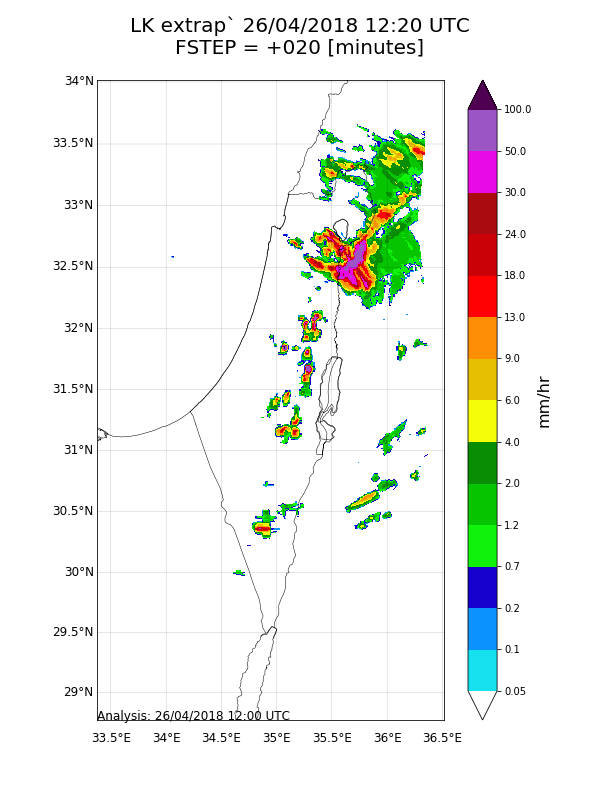 LK extrap` 26/04/2018 12:20 UTC
FSTEP = +020 [minutes]
34°N
33.5°N
33°N
32.5°N
32°N
31.5°N
31°N
30.5°N
30°N
29.5°N
29°N
Analysis: 26/04/2018 12:00 UTC
33.5°E 34°E 34.5°E 35°E 35.5°E 36°E 36.5°E
100.0
50.0
30.0
24.0
18.0
13.0
9.0
6.0
4.0
2.0
1.2
0.7
0.2
0.1
0.05
mm/hr